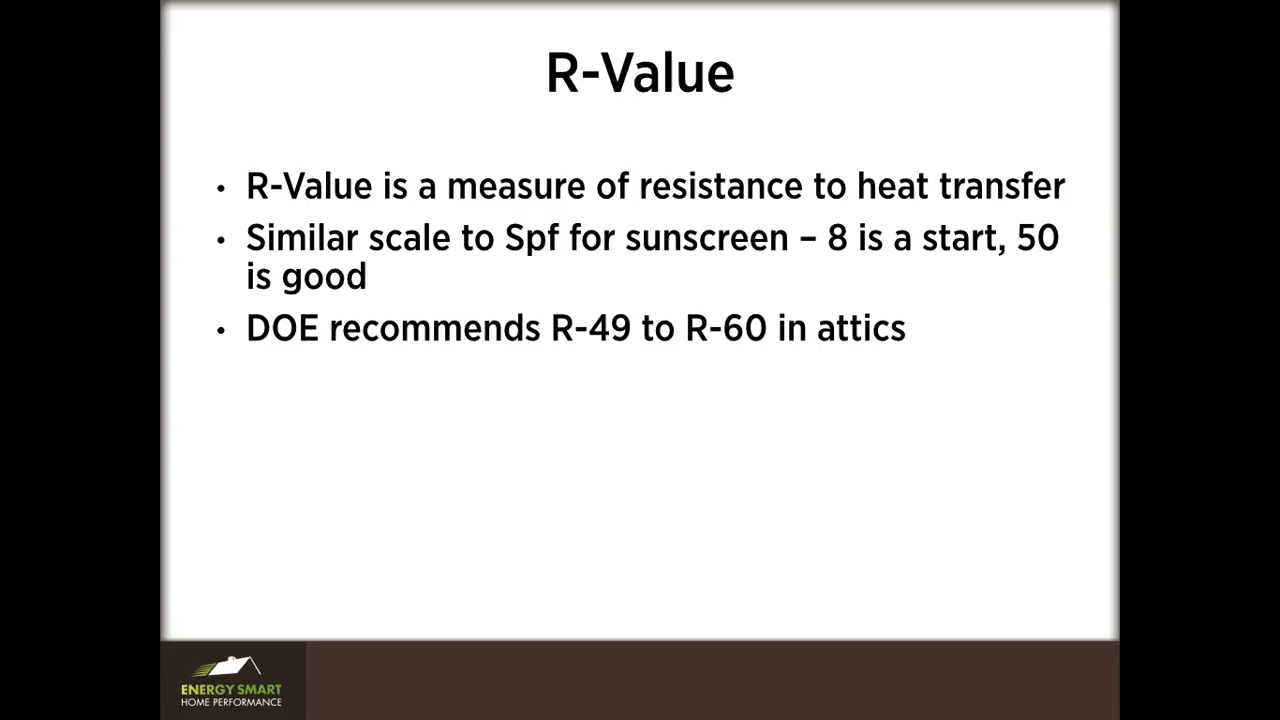 R-Value
• R-Value is a measure of resistance to heat transfer
• Similar scale to Spf for sunscreen – 8 is a start, 50
is good
• DOE recommends R-49 to R-60 in attics
ENERGY SMART
HOME PERFORMANCE